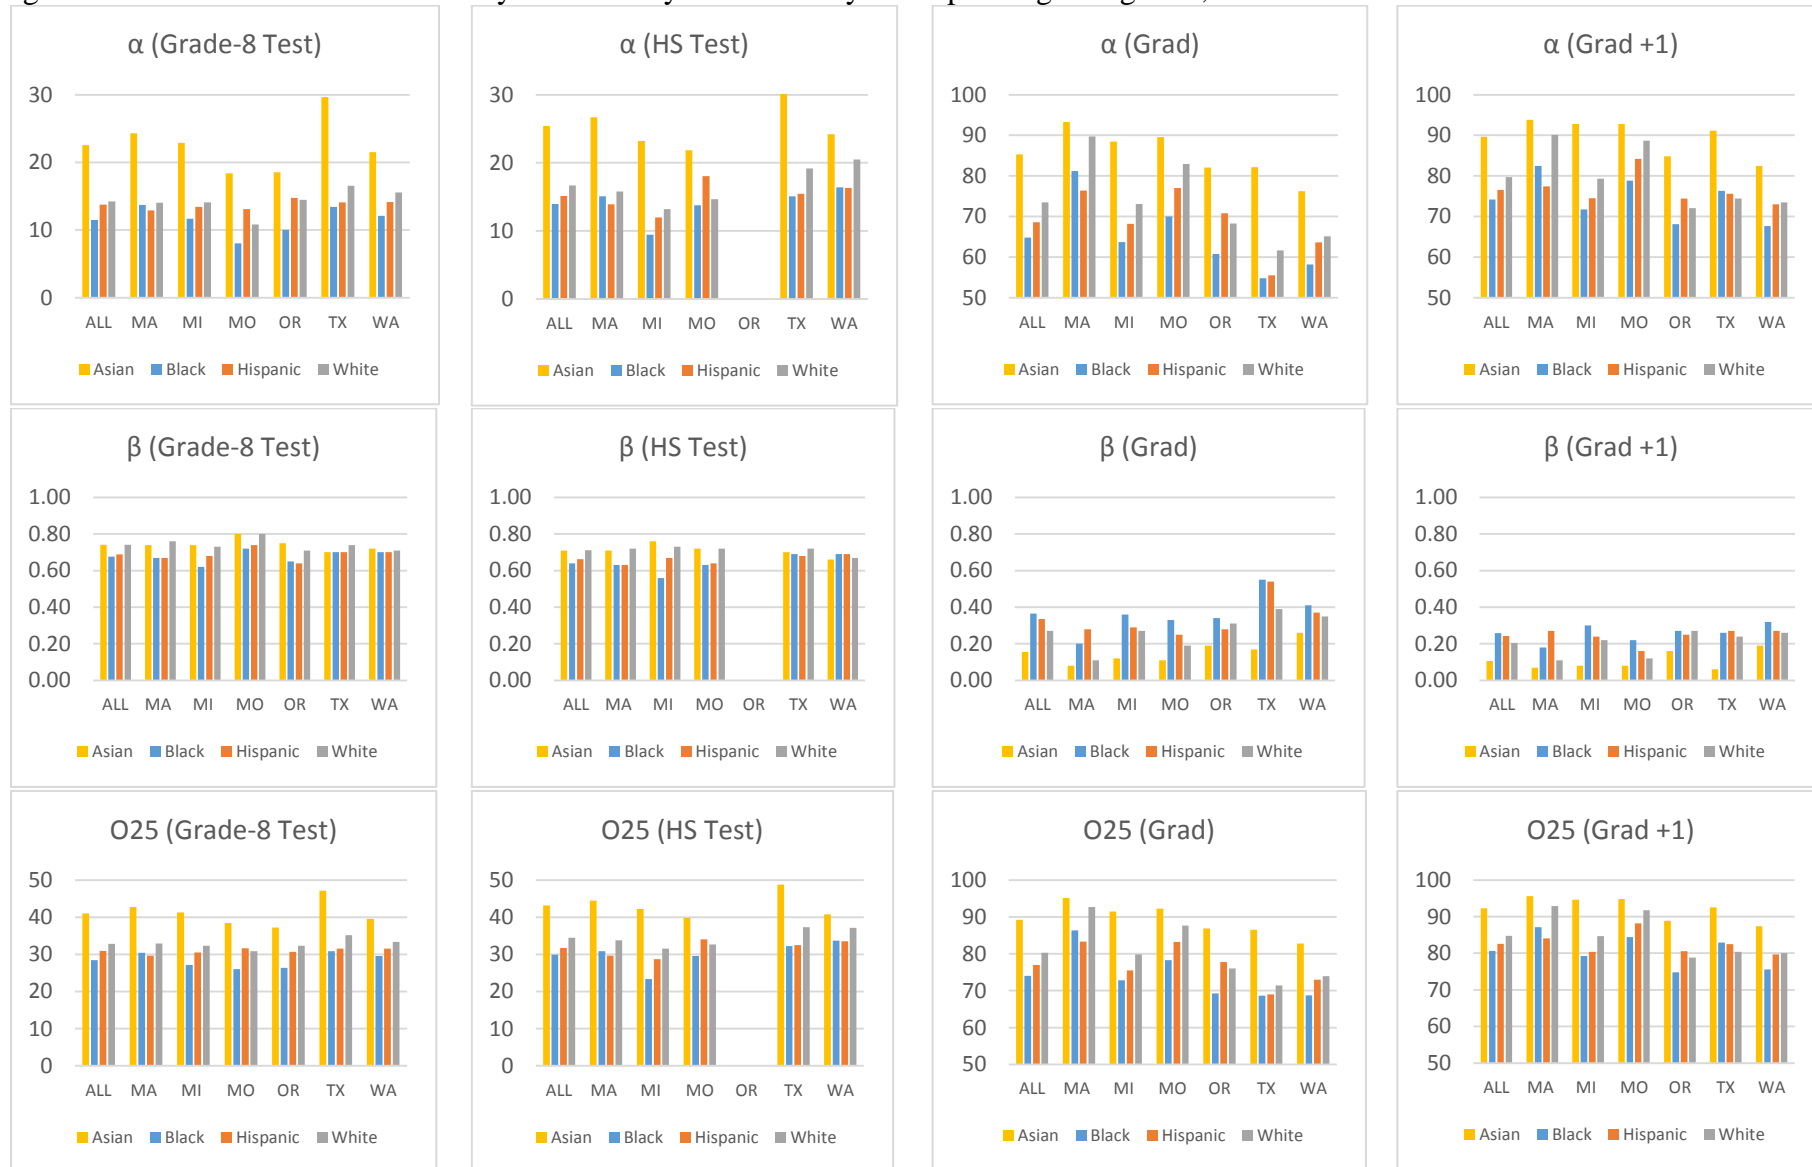 α (Grade-8 Test)
30
20
10
0
ALL MA MI MO OR TX WA
Asian Black Hispanic White
α (HS Test)
30
20
10
0
ALL MA MI MO OR TX WA
Asian Black Hispanic White
α (Grad)
100
90
80
70
60
50
ALL MA MI MO OR TX WA
Asian Black Hispanic White
α (Grad +1)
100
90
80
70
60
50
ALL MA MI MO OR TX WA
Asian Black Hispanic White
β (Grade-8 Test)
1.00
0.80
0.60
0.40
0.20
0.00
ALL MA MI MO OR TX WA
Asian Black Hispanic White
β (HS Test)
1.00
0.80
0.60
0.40
0.20
0.00
ALL MA MI MO OR TX WA
Asian Black Hispanic White
β (Grad)
1.00
0.80
0.60
0.40
0.20
0.00
ALL MA MI MO OR TX WA
Asian Black Hispanic White
β (Grad +1)
1.00
0.80
0.60
0.40
0.20
0.00
ALL MA MI MO OR TX WA
Asian Black Hispanic White
O25 (Grade-8 Test)
50
40
30
20
10
0
ALL MA MI MO OR TX WA
Asian Black Hispanic White
O25 (HS Test)
50
40
30
20
10
0
ALL MA MI MO OR TX WA
Asian Black Hispanic White
O25 (Grad)
100
90
80
70
60
50
ALL MA MI MO OR TX WA
Asian Black Hispanic White
O25 (Grad +1)
100
90
80
70
60
50
ALL MA MI MO OR TX WA
Asian Black Hispanic White